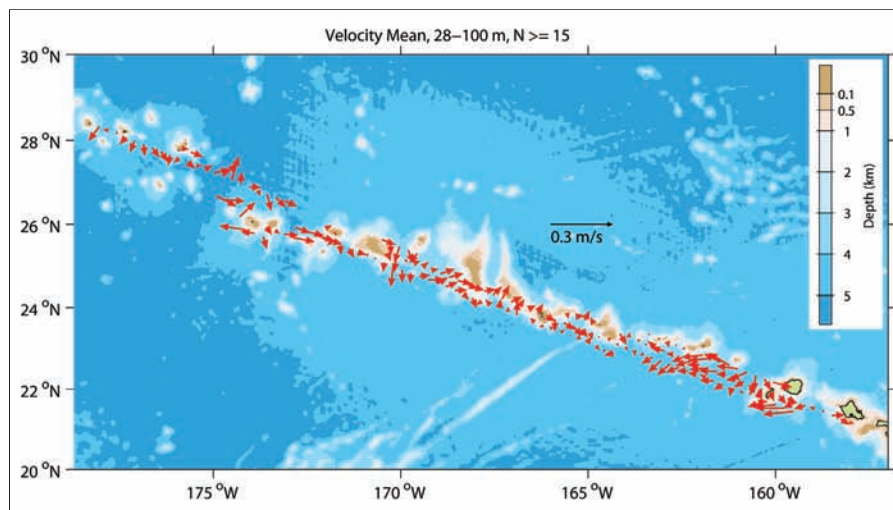 Velocity Mean, 28–100 m, N >= 15
30 °N
28 °N
26 °N
24 °N
22 °N
20 °N
175°W
170°W
165°W
160°W
0.3 m/s
0.1
0.5
1
2
3
4
5
Depth (km)